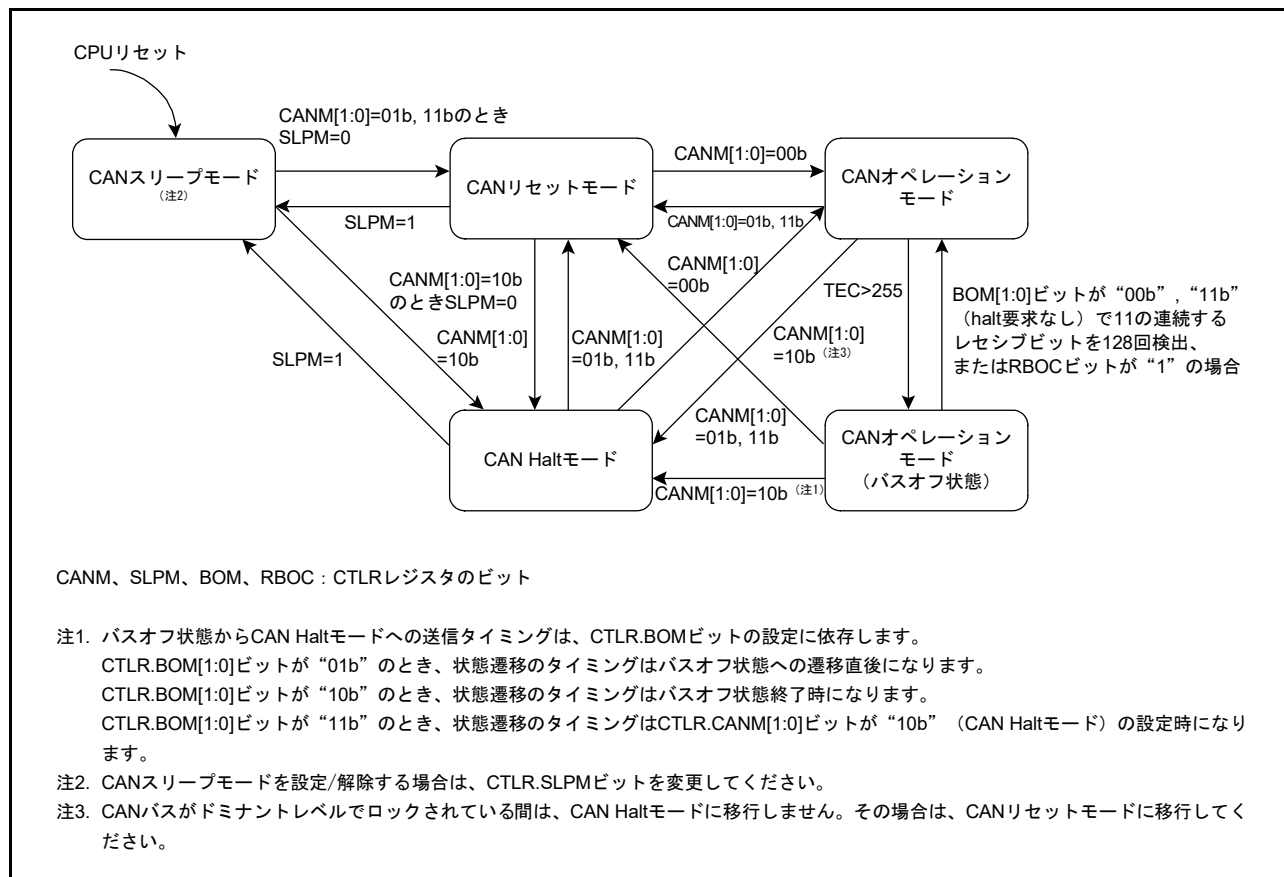 CPUリセット
CANM[1:0]=01b, 11bのとき
SLPM=0
CANスリープモード
（注2）
CANリセットモード
CANM[1:0]=00b
CANオペレーション
モード
SLPM=1
CANM[1:0]=01b, 11b
CANM[1:0]=10b
のときSLPM=0
CANM[1:0]
=00b
TEC>255
BOM[1:0]ビットが“00b”, “11b”
（halt要求なし）で11の連続する
レセシブビットを128回検出、
またはRBOCビットが“1”の場合
SLPM=1
CANM[1:0]
=10b
CANM[1:0]
=01b, 11b
CANM[1:0]
=10b（注3）
CAN Haltモード
CANM[1:0]
=01b, 11b
CANオペレーション
モード
（バスオフ状態）
CANM[1:0]=10b（注1）
CANM、SLPM、BOM、RBOC：CTLRレジスタのビット
注1. バスオフ状態からCAN Haltモードへの送信タイミングは、CTLR.BOMビットの設定に依存します。
CTLR.BOM[1:0]ビットが“01b”のとき、状態遷移のタイミングはバスオフ状態への遷移直後になります。
CTLR.BOM[1:0]ビットが“10b”のとき、状態遷移のタイミングはバスオフ状態終了時になります。
CTLR.BOM[1:0]ビットが“11b”のとき、状態遷移のタイミングはCTLR.CANM[1:0]ビットが“10b”（CAN Haltモード）の設定時になり
ます。
注2. CANスリープモードを設定/解除する場合は、CTLR.SLPMビットを変更してください。
注3. CANバスがドミナントレベルでロックされている間は、CAN Haltモードに移行しません。その場合は、CANリセットモードに移行してく
ださい。